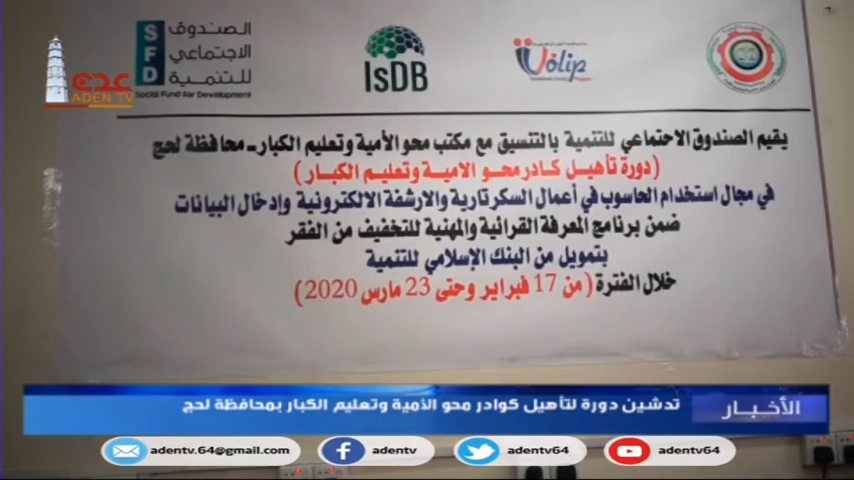 الصندوق
الاجتماعي
للتنمية
SFD
Social Fund for Development
IsDB
Volip
عدن
ADEN TV
يقيم الصندوق الاحتماعي للتنمية بالتنسيق مع مكتب محو الأمية وتعليم الكبار - محافظة لحج
(دورة تأهيل كادر محو الامية وتعليم الكبار)
في مجال استخدام الحاسوب في أعمال السكرتارية والارشفة الالكترونية وإدخال البيانات
ضمن برنامج المعرفة القرائية والمهنية للتخفيف من الفقر
بتمويل من البنك الإسلامي للتنمية
خلال الفترة (من 17 فبراير وحتى 23 مارس 2020)
الأخبار
تدشين دورة لتأهيل كوادر محو الأمية وتعليم الكبار بمحافظة لحج
adentv.64@gmail.com
adentv
adentv64
adentv64